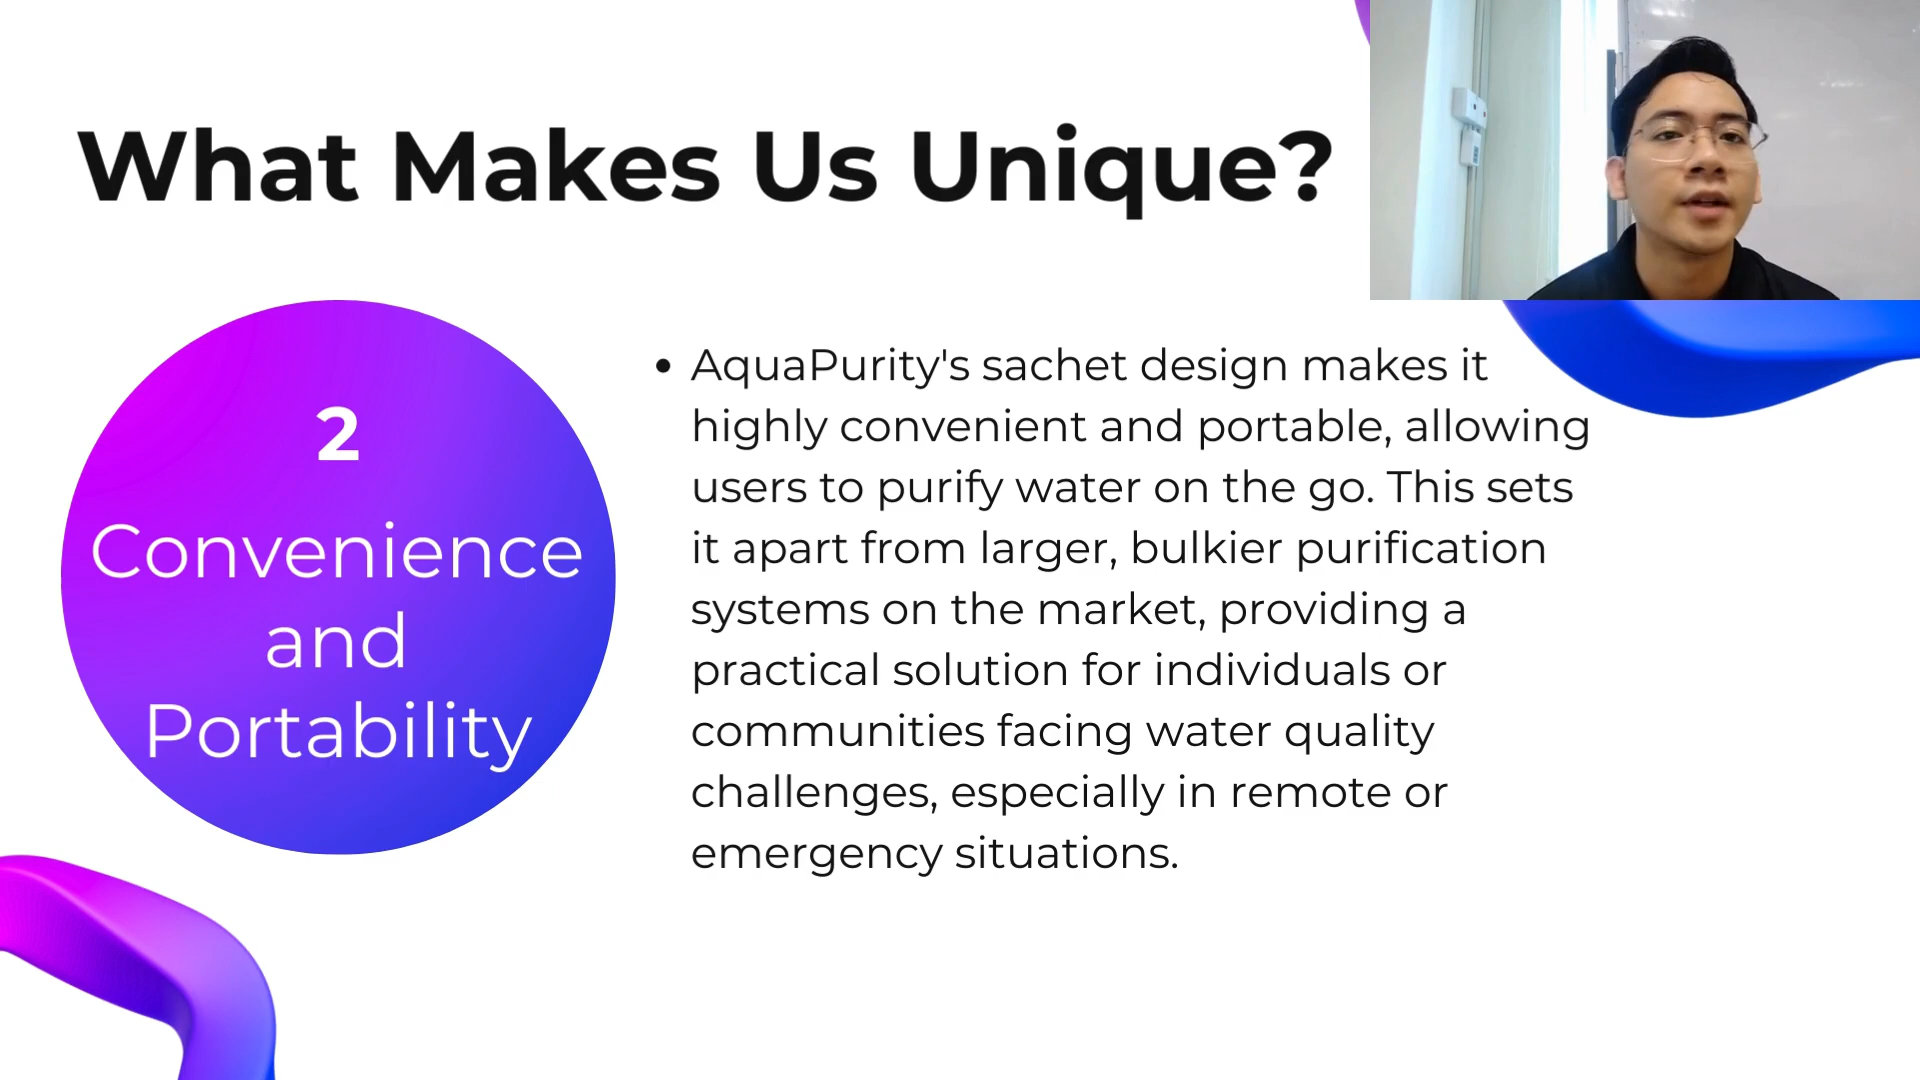 What Makes Us Unique?
2
Convenience
and
Portability
• AquaPurity's sachet design makes it
highly convenient and portable, allowing
users to purify water on the go. This sets
it apart from larger, bulkier purification
systems on the market, providing a
practical solution for individuals or
communities facing water quality
challenges, especially in remote or
emergency situations.